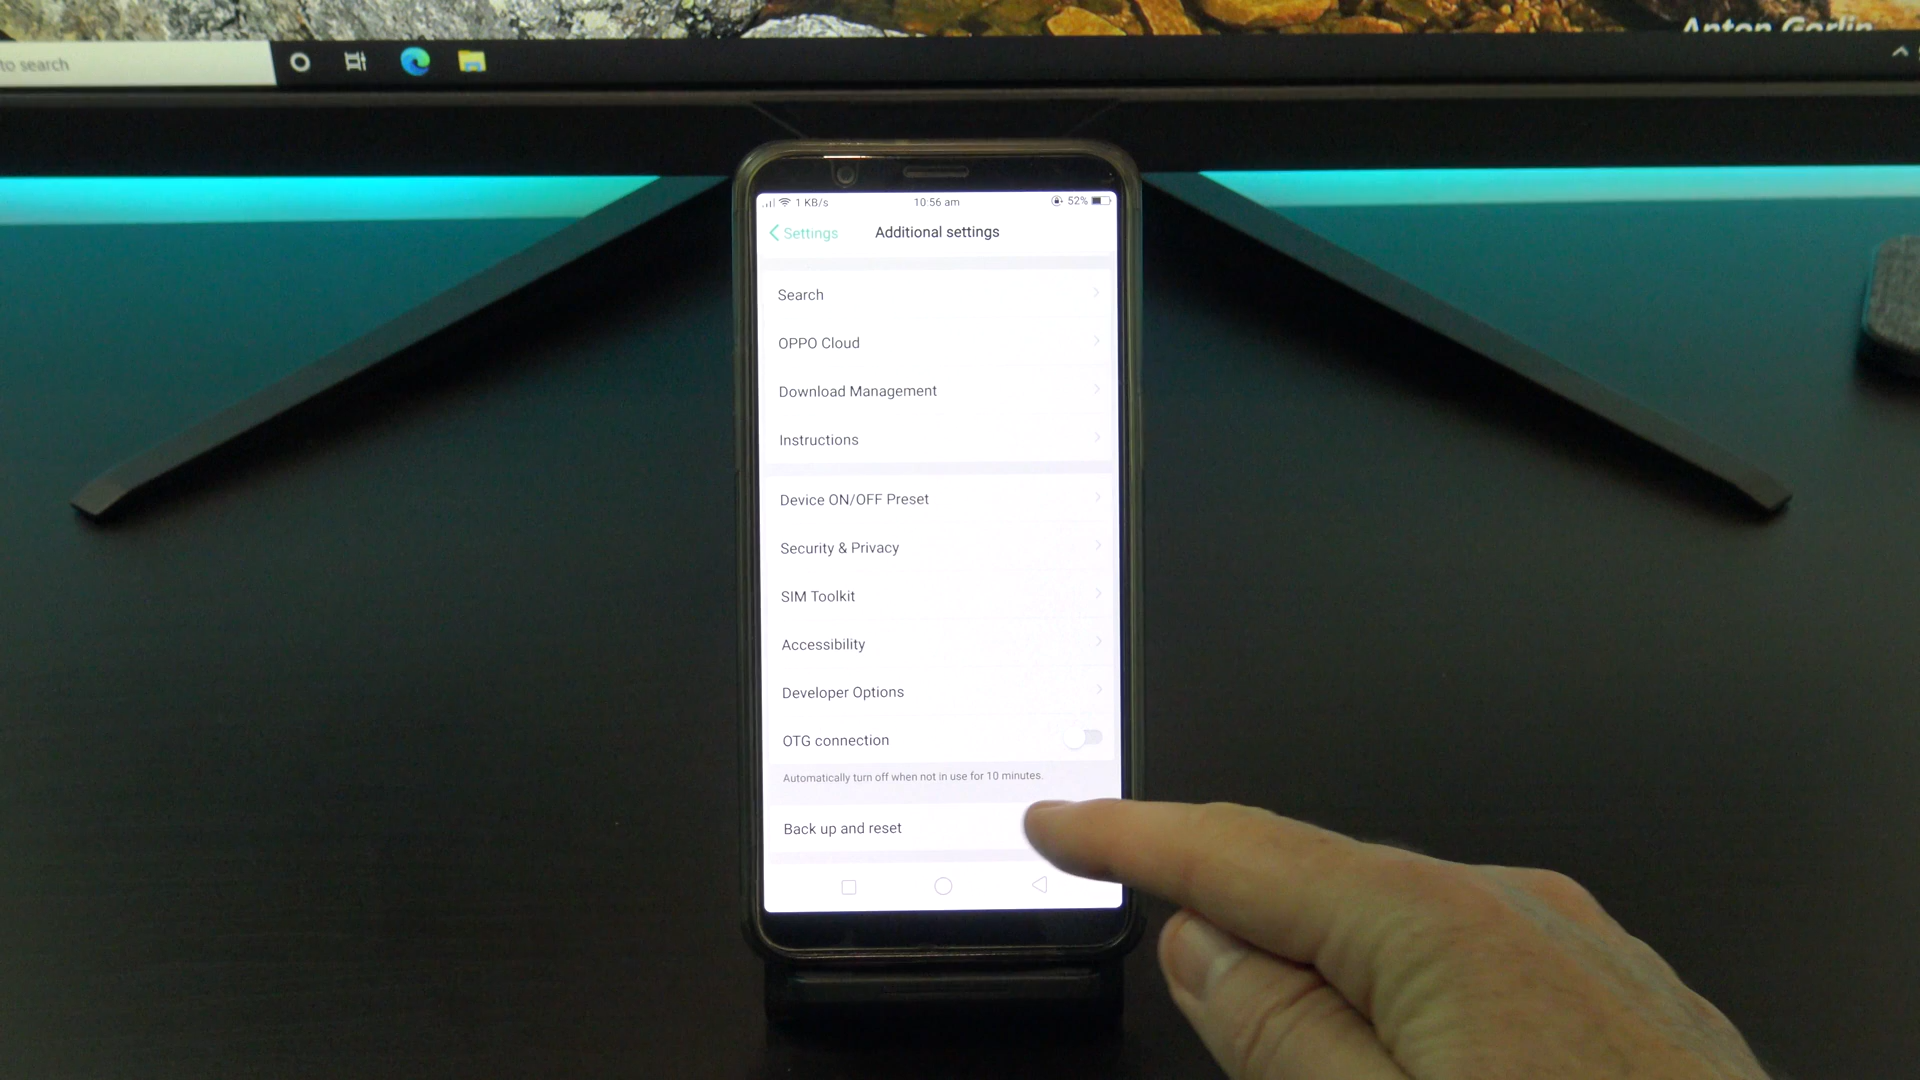 Anton Gorlin
to search
1 KB/s
10:56 am
52%
Settings
Additional settings
Search
OPPO Cloud
Download Management
Instructions
Device ON/OFF Preset
Security & Privacy
SIM Toolkit
Accessibility
Developer Options
OTG connection
Automatically turn off when not in use for 10 minutes.
Back up and reset